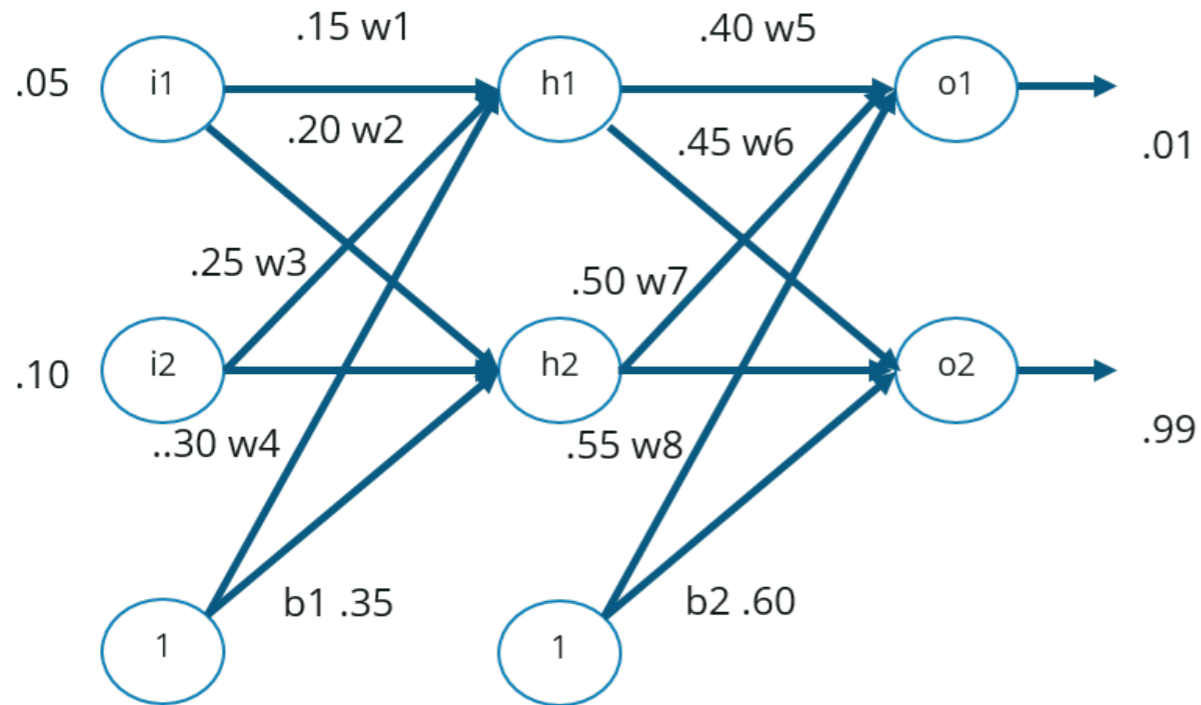 .15 w1
.40 w5
.05
i1
h1
o1
.20 w2
.45 w6
.01
.25 w3
.50 w7
.10
i2
h2
o2
..30 w4
.55 w8
.99
b1 .35
b2 .60
1
1